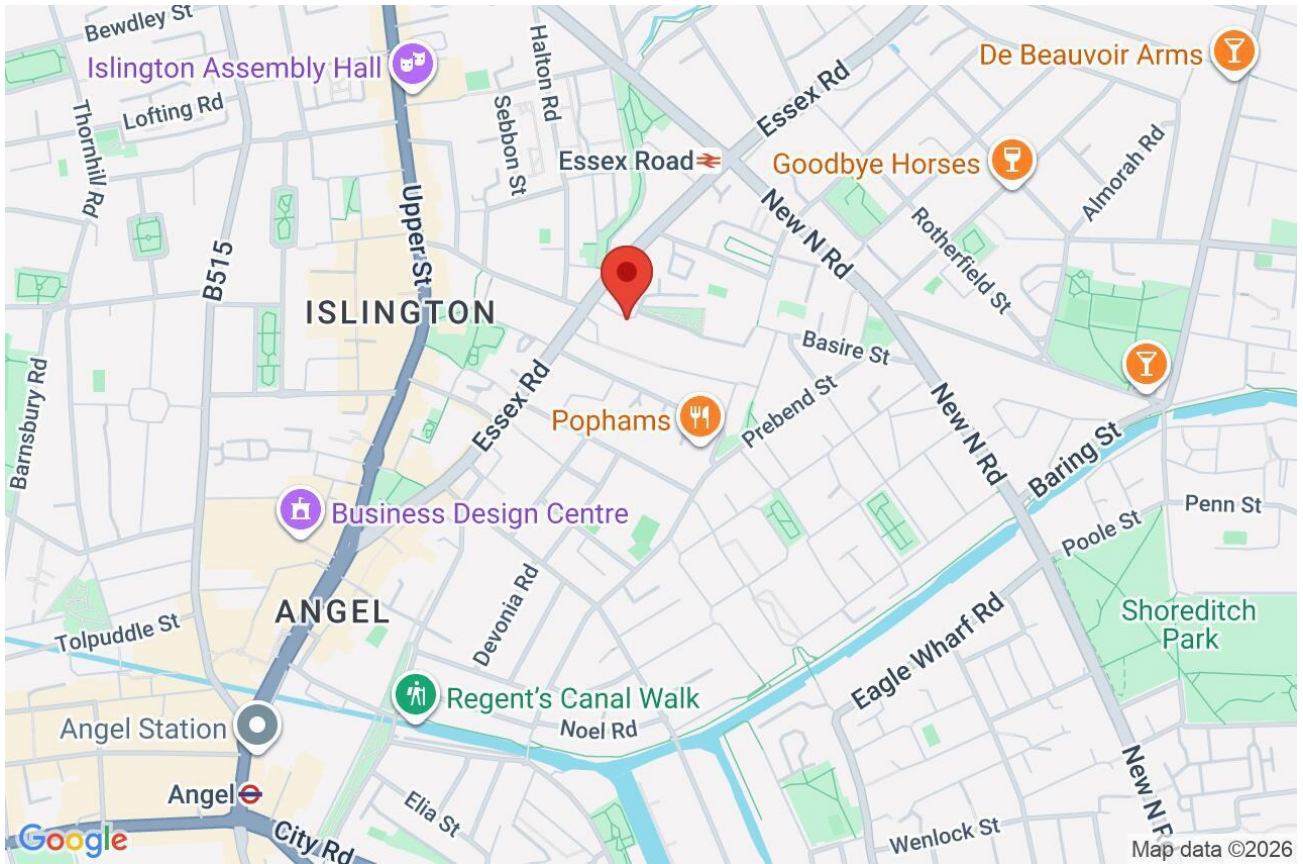 Bewdley St
Islington Assembly Hall
Halton Rd
De Beauvoir Arms
Thornhill Rd
Lofting Rd
Sebbon St
Essex Rd
Essex Road
Goodbye Horses
Almorah Rd
Upper St
New N Rd
Rotherfield St
B515
ISLINGTON
Basire St
Barnsbury Rd
Essex Rd
Pophams
Prebend St
New N Rd
Baring St
Business Design Centre
Penn St
Poole St
ANGEL
Devonia Rd
Tolpuddle St
Eagle Wharf Rd
Shoreditch
Park
Regent's Canal Walk
Angel Station
Noel Rd
New N R
Angel
Elia St
City Rd
Wenlock St
Google
Map data ©2026